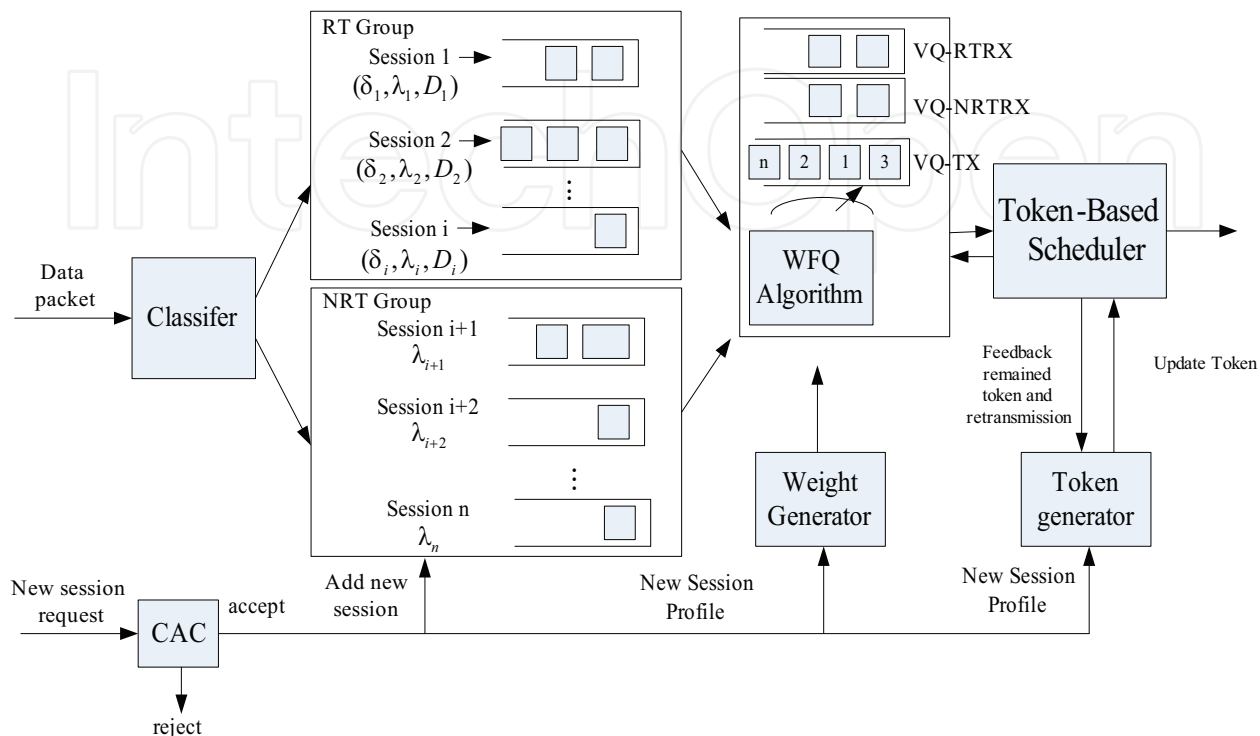 IntechOpen
RT Group
Session 1
(δ₁,λ₁,D₁)
Session 2
(δ₂,λ₂,D₂)
⋮
Session i
(δᵢ,λᵢ,Dᵢ)
NRT Group
Session i+1
λᵢ₊₁
Session i+2
λᵢ₊₂
⋮
Session n
λₙ
Data
packet
Classifer
VQ-RTRX
VQ-NRTRX
n 2 1 3
VQ-TX
WFQ
Algorithm
Token-Based
Scheduler
Feedback
remained
token and
retransmission
Update Token
Weight
Generator
Token
generator
New session
request
CAC
accept
reject
Add new
session
New Session
Profile
New Session
Profile